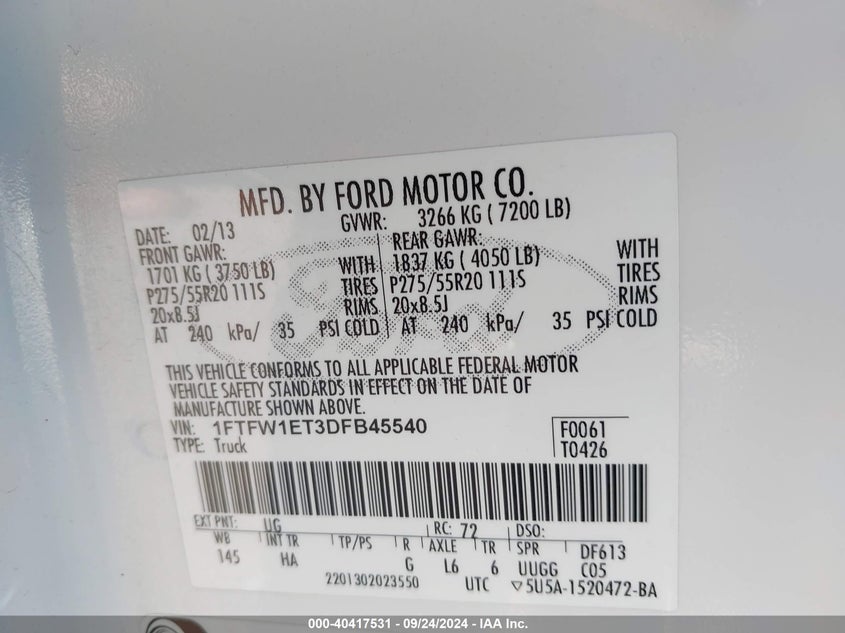 MFD. BY FORD MOTOR CO.
DATE: 02/13 GVWR: 3266 KG ( 7200 LB)
FRONT GAWR: REAR GAWR:
1701 KG ( 3750 LB) WITH 1837 KG ( 4050 LB) WITH
P275/55R20 111S TIRES P275/55R20 111S TIRES
20x8.5J RIMS 20x8.5J RIMS
AT 240 kPa/ 35 PSI COLD AT 240 kPa/ 35 PSI COLD
Ford
THIS VEHICLE CONFORMS TO ALL APPLICABLE FEDERAL MOTOR
VEHICLE SAFETY STANDARDS IN EFFECT ON THE DATE OF
MANUFACTURE SHOWN ABOVE.
VIN: 1FTFW1ET3DFB45540 F0061
TYPE: Truck T0426
EXT PNT: UG RC: 72 DSO:
WB INT TR TP/PS R AXLE TR SPR DF613
145 HA G L6 6 UUGG C05
2201302023550 UTC ▽5U5A-1520472-BA
000-40417531 - 09/24/2024 - © IAA Inc.